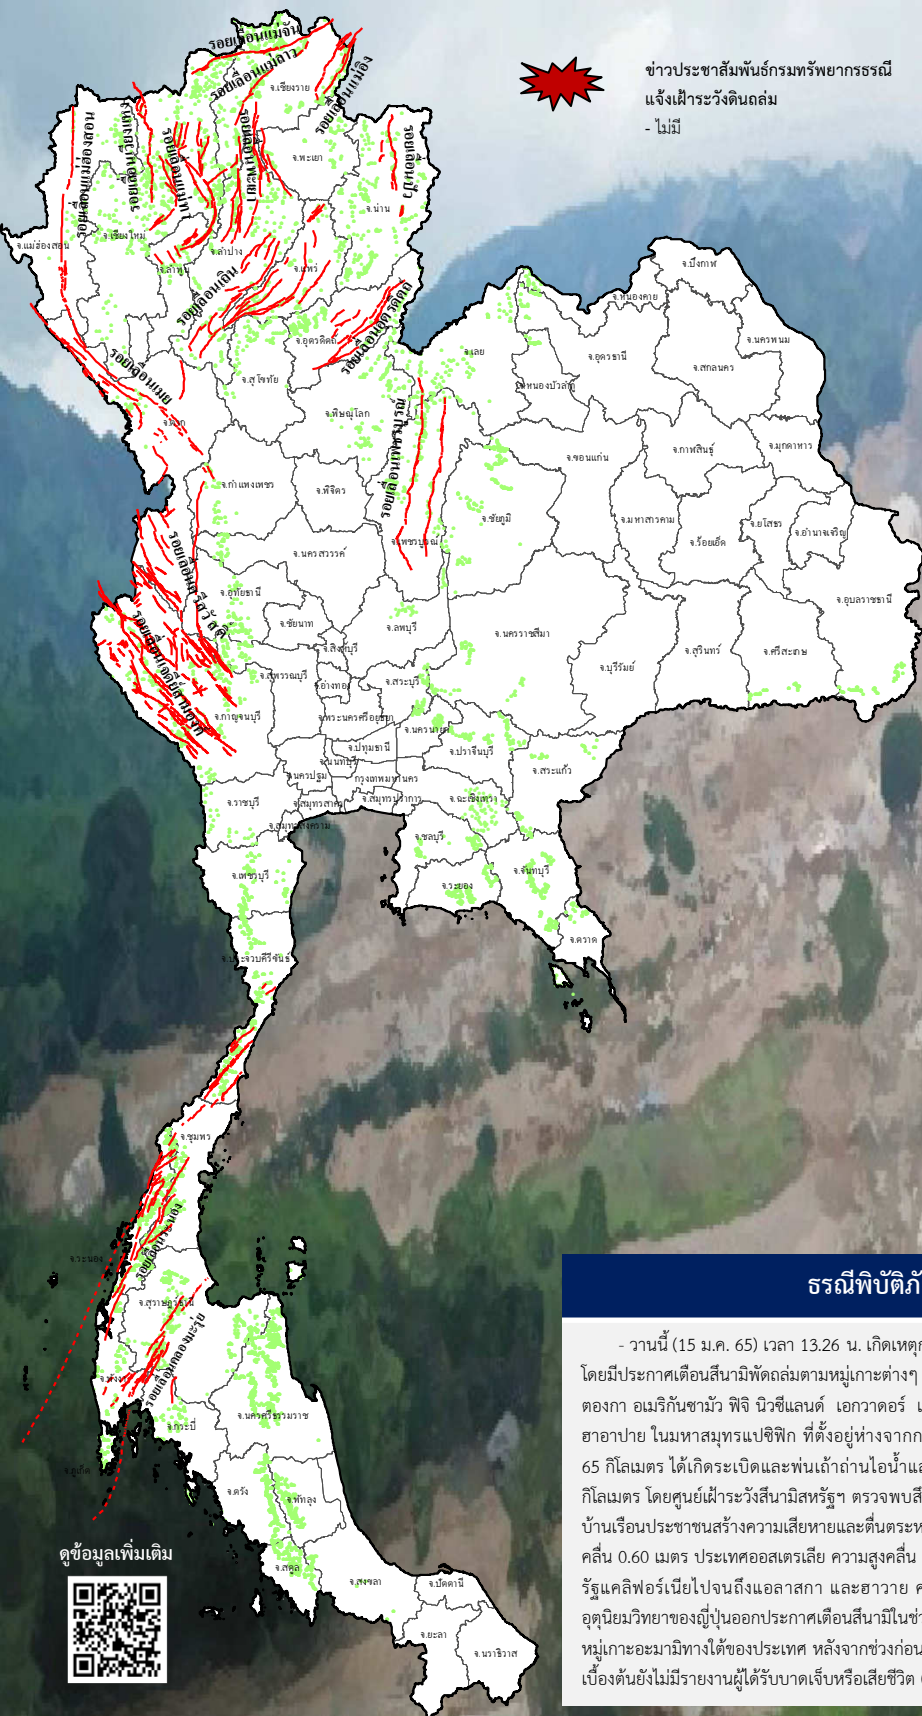 ข่าวประชาสัมพันธ์กรมทรัพยากรธรณี
แจ้งเฝ้าระวังดินถล่ม
- ไม่มี
รอยเลื่อนแม่จัน
รอยเลื่อนแม่ลาว
จ.เชียงราย
รอยเลื่อนแม่อิง
รอยเลื่อนแม่ฮ่องสอน
รอยเลื่อนแม่ทา
รอยเลื่อนพะเยา
จ.พะเยา
รอยเลื่อนปัว
จ.น่าน
จ.เชียงใหม่
จ.แม่ฮ่องสอน
จ.ลำปาง
จ.ลำพูน
จ.แพร่
รอยเลื่อนเถิน
จ.บึงกาฬ
จ.หนองคาย
รอยเลื่อนอุตรดิตถ์
จ.อุตรดิตถ์
จ.เลย
จ.อุดรธานี
จ.นครพนม
จ.สกลนคร
รอยเลื่อนเมย
จ.สุโขทัย
จ.หนองบัวลำภู
จ.ตาก
จ.พิษณุโลก
รอยเลื่อนเพชรบูรณ์
จ.ขอนแก่น
จ.กาฬสินธุ์
จ.มุกดาหาร
จ.กำแพงเพชร
จ.พิจิตร
จ.ชัยภูมิ
จ.มหาสารคาม
จ.ร้อยเอ็ด
จ.ยโสธร
จ.อำนาจเจริญ
จ.เพชรบูรณ์
จ.นครสวรรค์
รอยเลื่อนศรีสวัสดิ์
จ.อุทัยธานี
จ.อุบลราชธานี
จ.ชัยนาท
จ.ลพบุรี
จ.นครราชสีมา
รอยเลื่อนเจดีย์สามองค์
จ.สิงห์บุรี
จ.บุรีรัมย์
จ.สุรินทร์
จ.ศรีสะเกษ
จ.สุพรรณบุรี
จ.อ่างทอง
จ.สระบุรี
จ.กาญจนบุรี
จ.พระนครศรีอยุธยา
จ.นครนายก
จ.ปทุมธานี
จ.ปราจีนบุรี
จ.นนทบุรี
จ.สระแก้ว
จ.นครปฐม
กรุงเทพมหานคร
จ.ราชบุรี
จ.สมุทรสาคร
จ.สมุทรปราการ
จ.ฉะเชิงเทรา
จ.สมุทรสงคราม
จ.ชลบุรี
จ.เพชรบุรี
จ.ระยอง
จ.จันทบุรี
จ.ตราด
จ.ประจวบคีรีขันธ์
จ.ชุมพร
รอยเลื่อนระนอง
จ.ระนอง
จ.สุราษฎร์ธานี
รอยเลื่อนคลองมะรุ่ย
จ.พังงา
จ.นครศรีธรรมราช
จ.กระบี่
จ.ภูเก็ต
จ.ตรัง
จ.พัทลุง
จ.สตูล
จ.สงขลา
จ.ปัตตานี
จ.ยะลา
จ.นราธิวาส
ดูข้อมูลเพิ่มเติม
ธรณีพิบัติภั
- วานนี้ (15 ม.ค. 65) เวลา 13.26 น. เกิดเหตุ
โดยมีประกาศเตือนสึนามิพัดถล่มตามหมู่เกาะต่างๆ
ตองกา อเมริกันซามัว ฟิจิ นิวซีแลนด์ เอกวาดอร์
ฮาอาปาย ในมหาสมุทรแปซิฟิก ที่ตั้งอยู่ห่างจาก
65 กิโลเมตร ได้เกิดระเบิดและพ่นเถ้าถ่านไอน้ำแ
กิโลเมตร โดยศูนย์เฝ้าระวังสึนามิสหรัฐฯ ตรวจพบ
บ้านเรือนประชาชนสร้างความเสียหายและตื่นตระห
คลื่น 0.60 เมตร ประเทศออสเตรเลีย ความสูงคลื่น
รัฐแคลิฟอร์เนียไปจนถึงแอลาสกา และฮาวาย
อุตุนิยมวิทยาของญี่ปุ่นออกประกาศเตือนสึนามิในช่
หมู่เกาะอะมามิทางใต้ของประเทศ หลังจากช่วงก่อน
เบื้องต้นยังไม่มีรายงานผู้ได้รับบาดเจ็บหรือเสียชีวิต